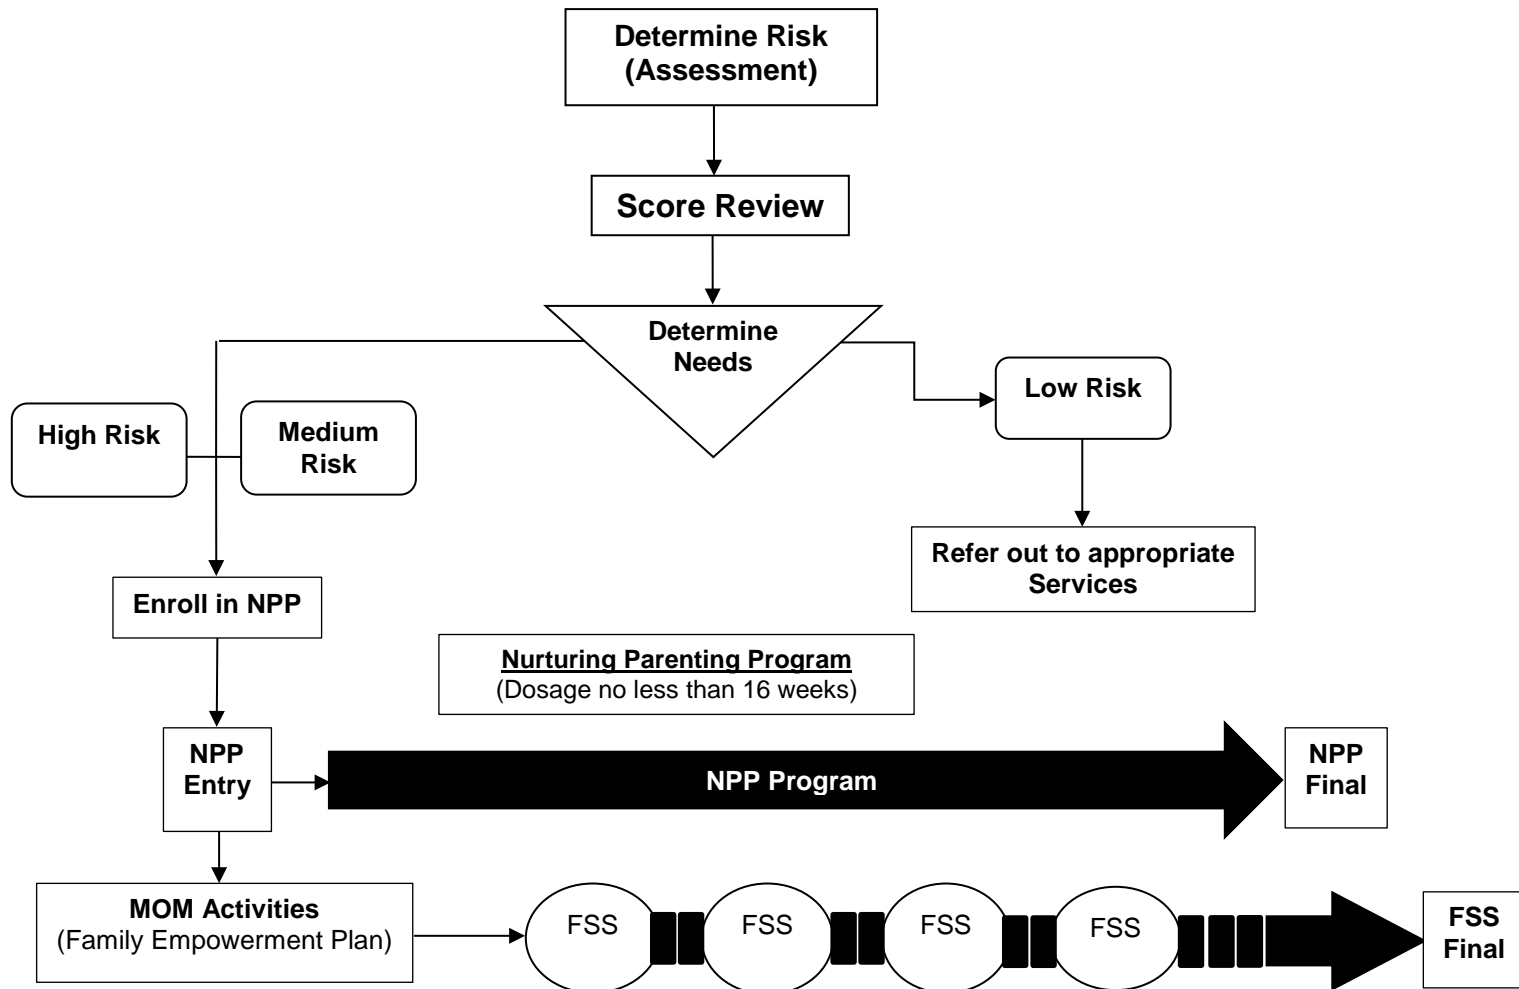 Determine Risk
(Assessment)
Score Review
Determine
Needs
Low Risk
High Risk
Medium
Risk
Refer out to appropriate
Services
Enroll in NPP
Nurturing Parenting Program
(Dosage no less than 16 weeks)
NPP
Entry
NPP Program
NPP
Final
MOM Activities
(Family Empowerment Plan)
FSS
FSS
FSS
FSS
FSS
Final